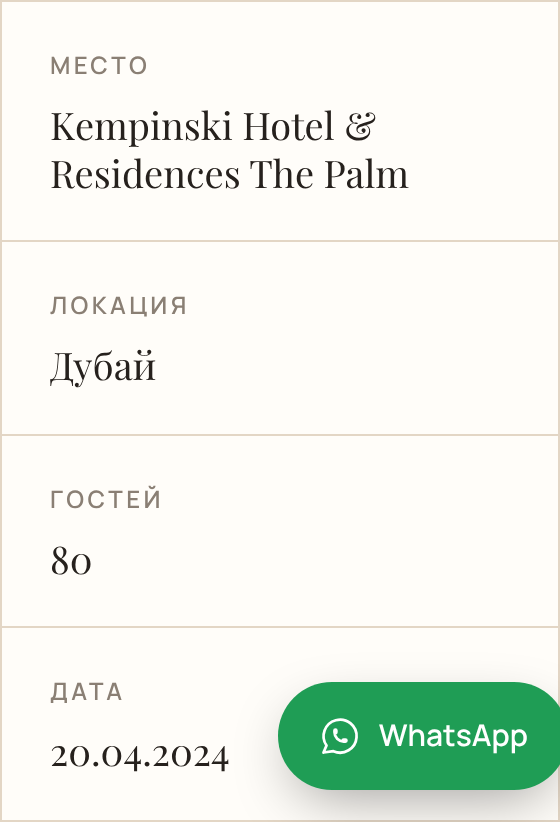 МЕСТО
Kempinski Hotel &
Residences The Palm
ЛОКАЦИЯ
Дубай
ГОСТЕЙ
80
ДАТА
20.04.2024
WhatsApp